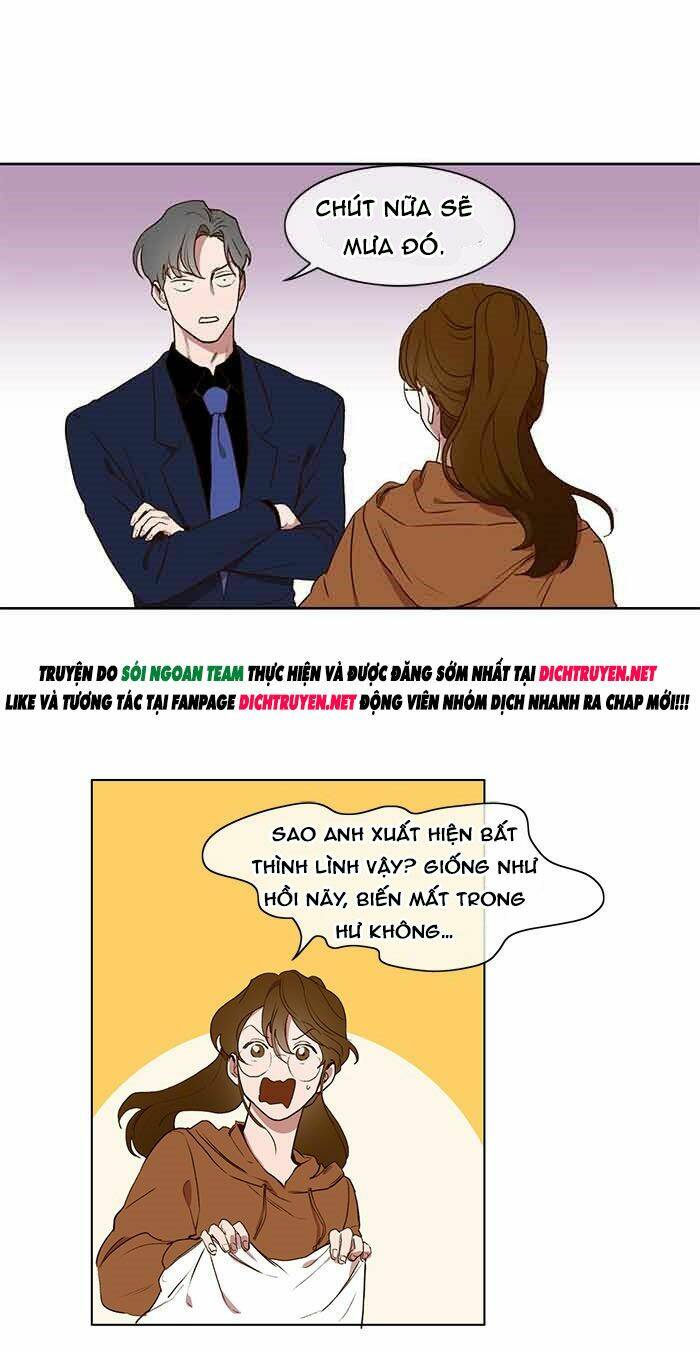 CHÚT NỮA SẼ
MƯA ĐÓ.
TRUYỆN DO SÓI NGOAN TEAM THỰC HIỆN VÀ ĐƯỢC ĐĂNG SỚM NHẤT TẠI DICHTRUYEN.NET
LIKE VÀ TƯƠNG TÁC TẠI FANPAGE DICHTRUYEN.NET ĐỘNG VIÊN NHÓM DỊCH NHANH RA CHAP MỚI!!!
SAO ANH XUẤT HIỆN BẤT
THÌNH LÌNH VẬY? GIỐNG NHƯ
HỒI NÃY, BIẾN MẤT TRONG
HƯ KHÔNG...